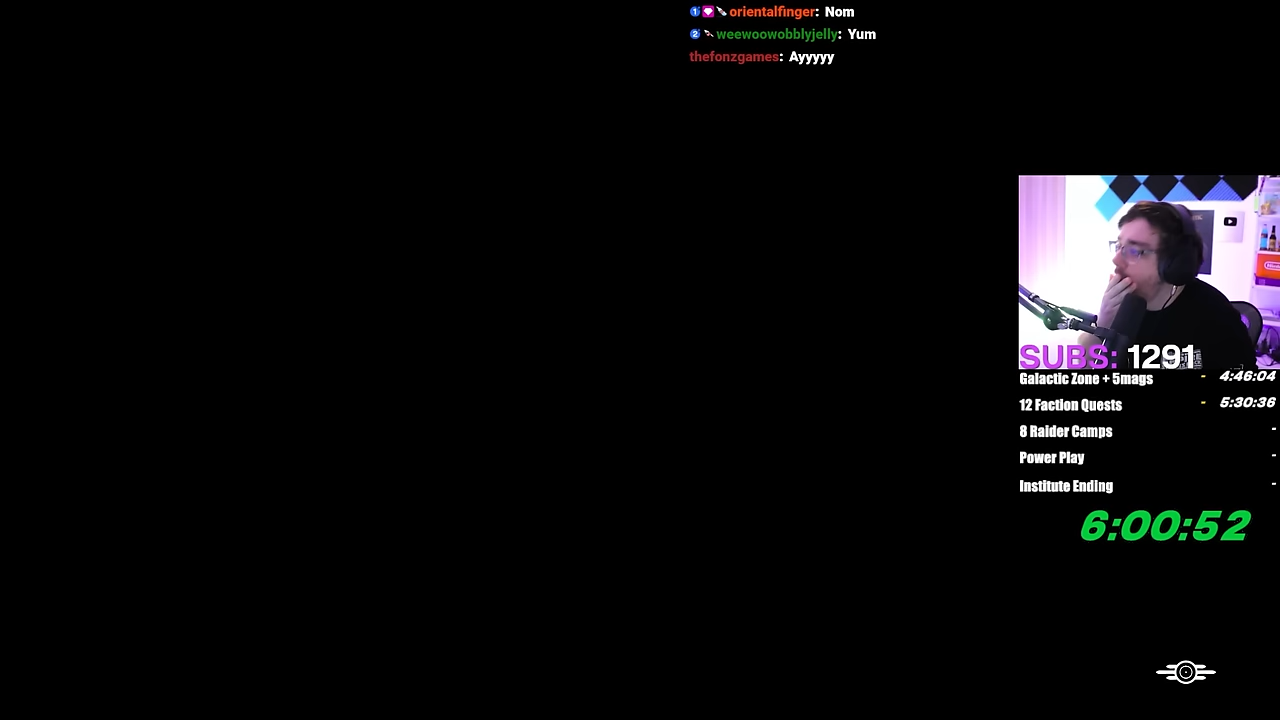 orientalfinger: Nom
weewoowobblyjelly: Yum
thefonzgames: Ayyyyy
SUBS: 1291
Galactic Zone + 5mags - 4:46:04
12 Faction Quests - 5:30:36
8 Raider Camps -
Power Play -
Institute Ending -
6:00:52